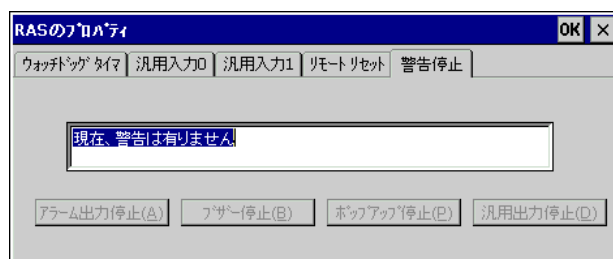 RASのﾌﾟﾛﾊﾟﾃｨ OK ×
ｳｫｯﾁﾄﾞｯｸﾞﾀｲﾏ 汎用入力0 汎用入力1 ﾘﾓｰﾄﾘｾｯﾄ 警告停止
現在、警告は有りません
ｱﾗｰﾑ出力停止(A) ﾌﾞｻﾞｰ停止(B) ﾎﾟｯﾌﾟｱｯﾌﾟ停止(P) 汎用出力停止(D)